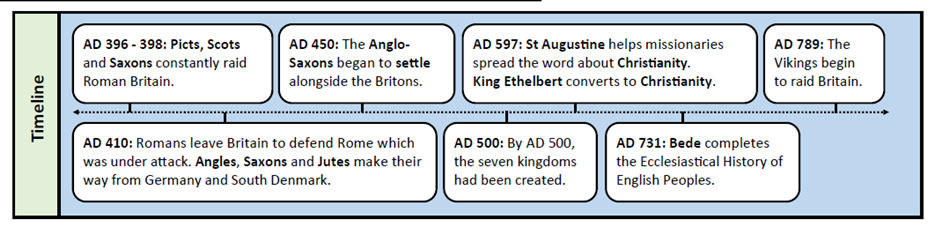 Timeline
AD 396 - 398: Picts, Scots
and Saxons constantly raid
Roman Britain.
AD 450: The Anglo-
Saxons began to settle
alongside the Britons.
AD 597: St Augustine helps missionaries
spread the word about Christianity.
King Ethelbert converts to Christianity.
AD 789: The
Vikings begin
to raid Britain.
AD 410: Romans leave Britain to defend Rome which
was under attack. Angles, Saxons and Jutes make their
way from Germany and South Denmark.
AD 500: By AD 500,
the seven kingdoms
had been created.
AD 731: Bede completes
the Ecclesiastical History of
English Peoples.